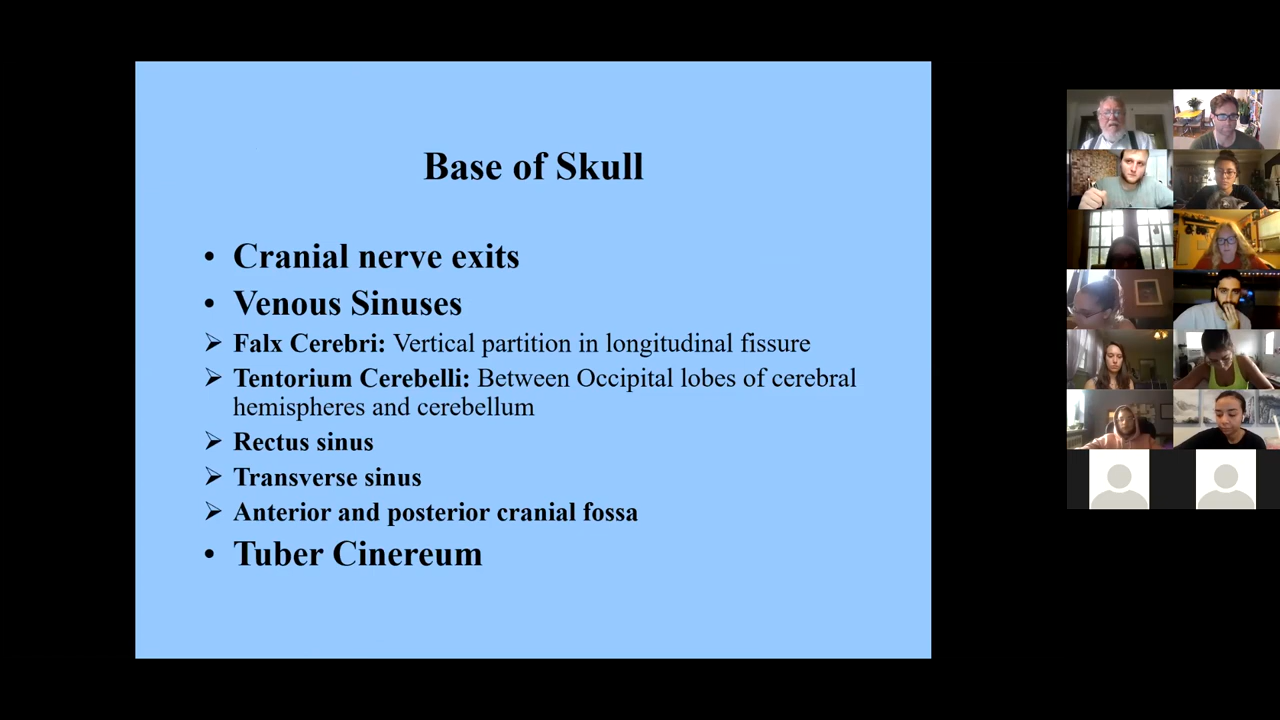 Base of Skull
• Cranial nerve exits
• Venous Sinuses
➢ Falx Cerebri: Vertical partition in longitudinal fissure
➢ Tentorium Cerebelli: Between Occipital lobes of cerebral
hemispheres and cerebellum
➢ Rectus sinus
➢ Transverse sinus
➢ Anterior and posterior cranial fossa
• Tuber Cinereum